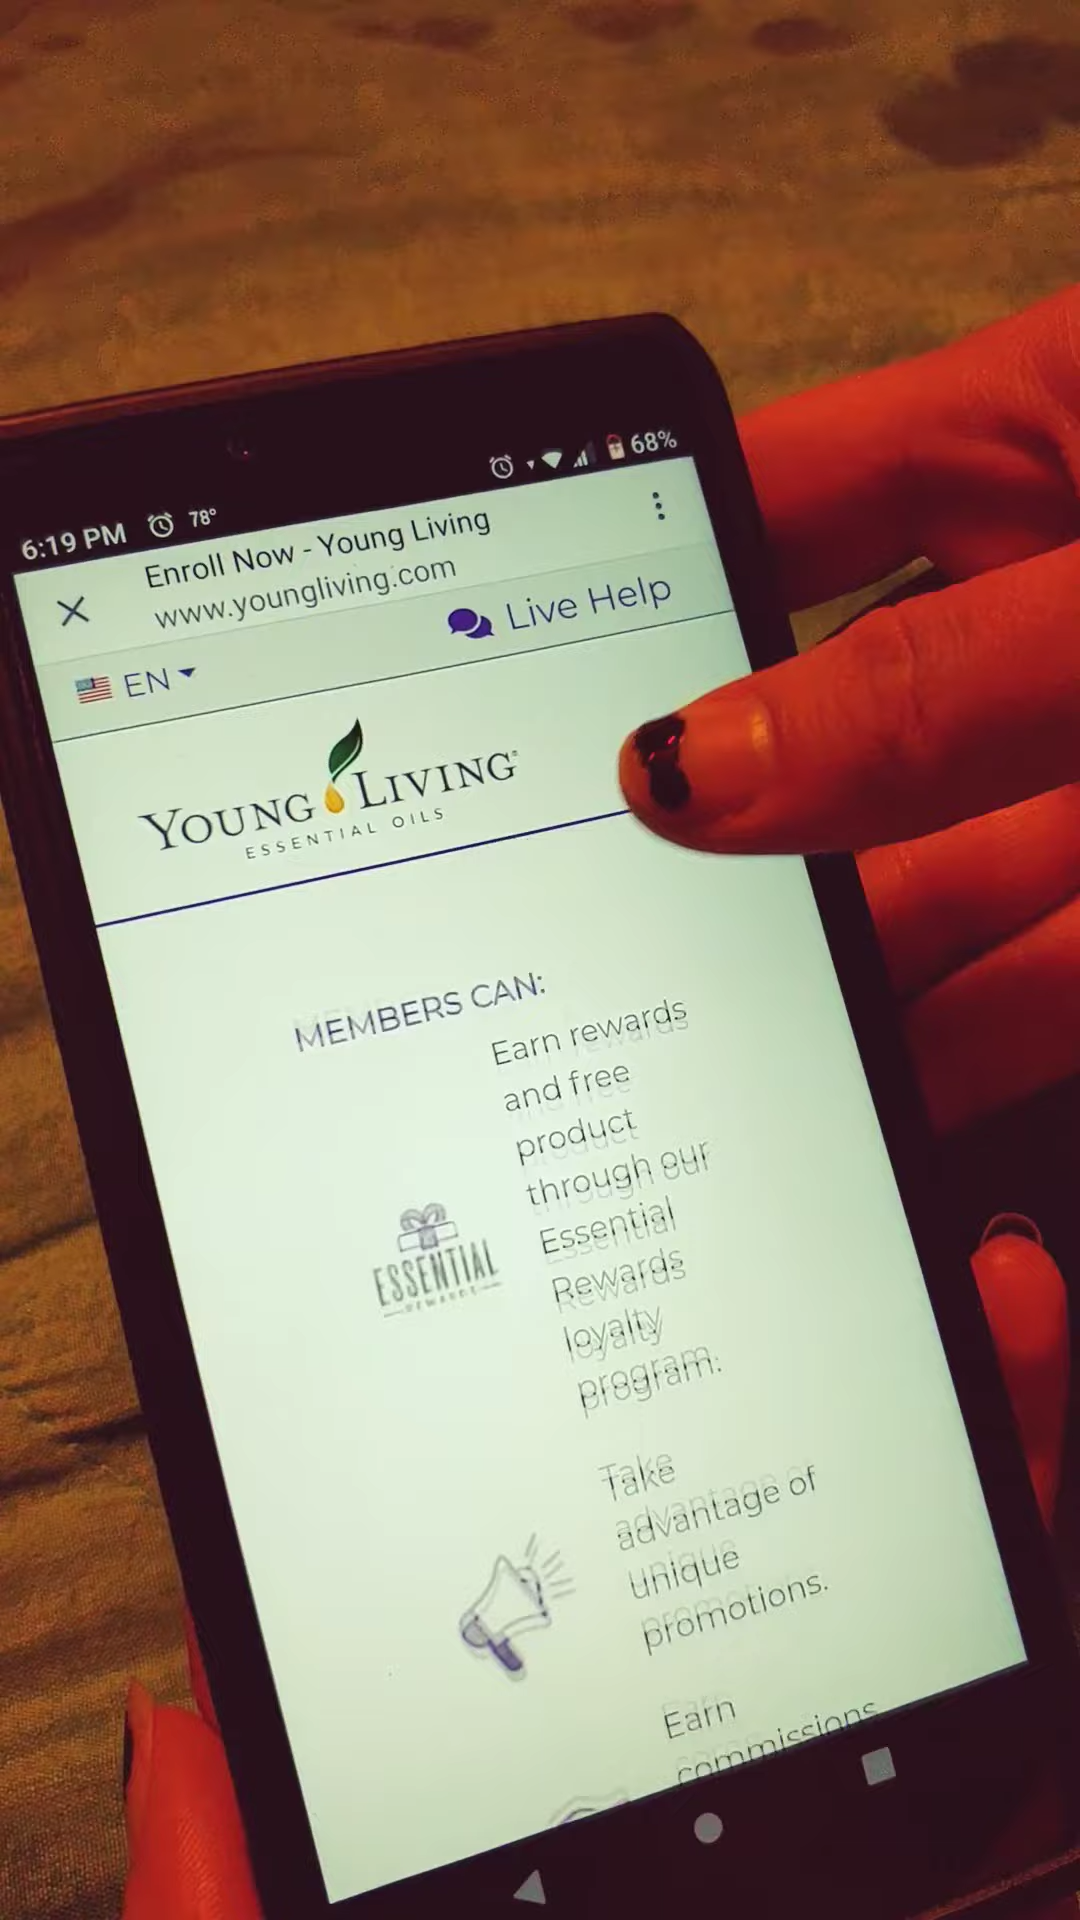 6:19 PM 78° 68%
Enroll Now - Young Living
www.youngliving.com
Live Help
EN
YOUNG LIVING
ESSENTIAL OILS
MEMBERS CAN:
Earn rewards
and free
product
through our
Essential
Rewards
loyalty
program.
ESSENTIAL
REWARDS
Take
advantage of
unique
promotions.
Earn
commissions